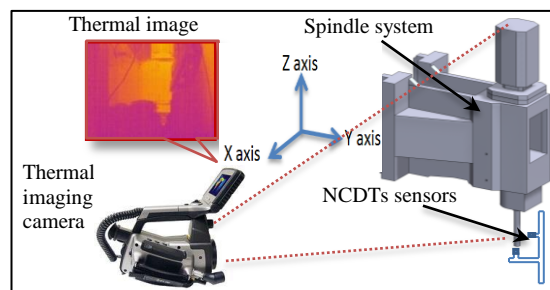 Thermal image
Spindle system
Z axis
Y axis
X axis
Thermal
imaging
camera
NCDTs sensors